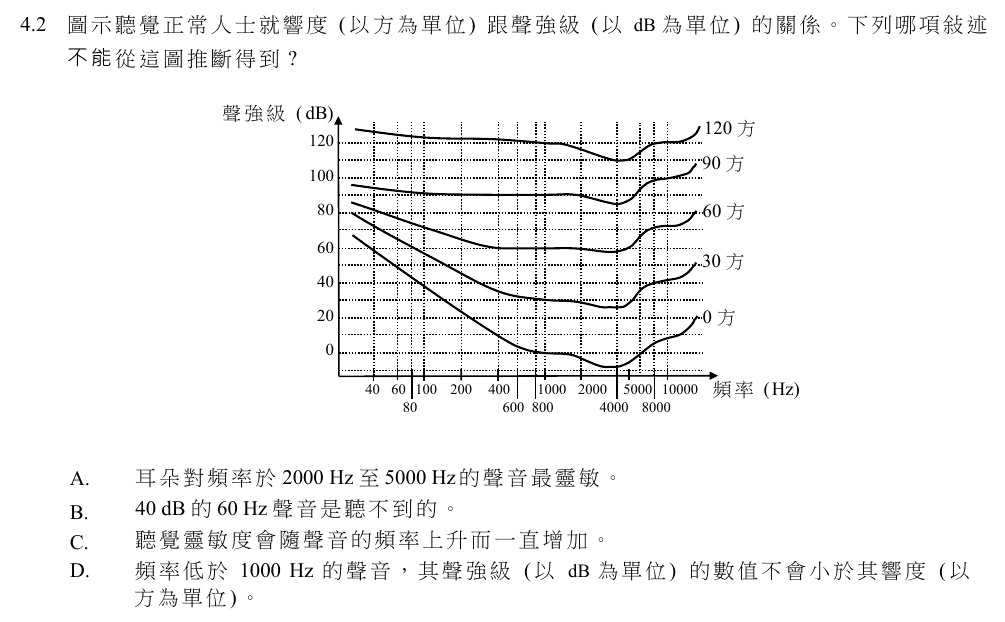 4.2 圖示聽覺正常人士就響度 (以方為單位) 跟聲強級 (以 dB 為單位) 的關係。下列哪項敍述
不能從這圖推斷得到?
聲強級 (dB)
120
100
80
60
40
20
0
120 方
90 方
60 方
30 方
0 方
40 60 100 200 400 1000 2000 5000 10000 頻率 (Hz)
80 600 800 4000 8000
A. 耳朵對頻率於 2000 Hz 至 5000 Hz的聲音最靈敏。
B. 40 dB 的 60 Hz 聲音是聽不到的。
C. 聽覺靈敏度會隨聲音的頻率上升而一直增加。
D. 頻率低於 1000 Hz 的聲音,其聲強級 (以 dB 為單位) 的數值不會小於其響度 (以
方為單位)。